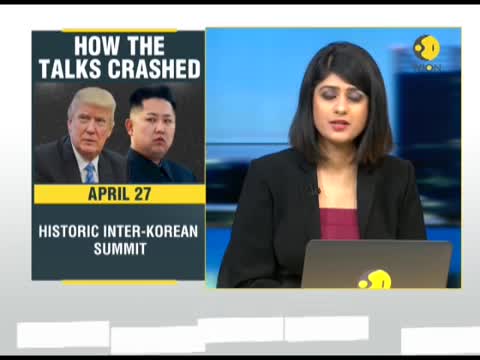 HOW THE
TALKS CRASHED
APRIL 27
HISTORIC INTER-KOREAN
SUMMIT
WION